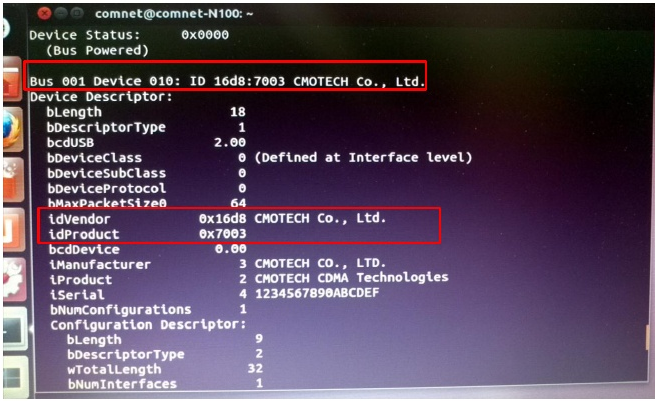 comnet@comnet-N100: ~
Device Status: 0x0000
(Bus Powered)
Bus 001 Device 010: ID 16d8:7003 CMOTECH Co., Ltd.
Device Descriptor:
bLength 18
bDescriptorType 1
bcdUSB 2.00
bDeviceClass 0 (Defined at Interface level)
bDeviceSubClass 0
bDeviceProtocol 0
bMaxPacketSize0 64
idVendor 0x16d8 CMOTECH Co., Ltd.
idProduct 0x7003
bcdDevice 0.00
iManufacturer 3 CMOTECH CO., LTD.
iProduct 2 CMOTECH CDMA Technologies
iSerial 4 1234567890ABCDEF
bNumConfigurations 1
Configuration Descriptor:
bLength 9
bDescriptorType 2
wTotalLength 32
bNumInterfaces 1